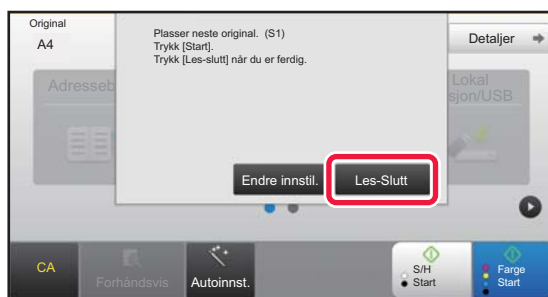 Original
A4
Plasser neste original. (S1)
Trykk [Start].
Trykk [Les-slutt] når du er ferdig.
Detaljer
Adresseb
Lokal
sjon/USB
Endre innstil.
Les-Slutt
CA
Forhåndsvis
Autoinnst.
S/H
Start
Farge
Start